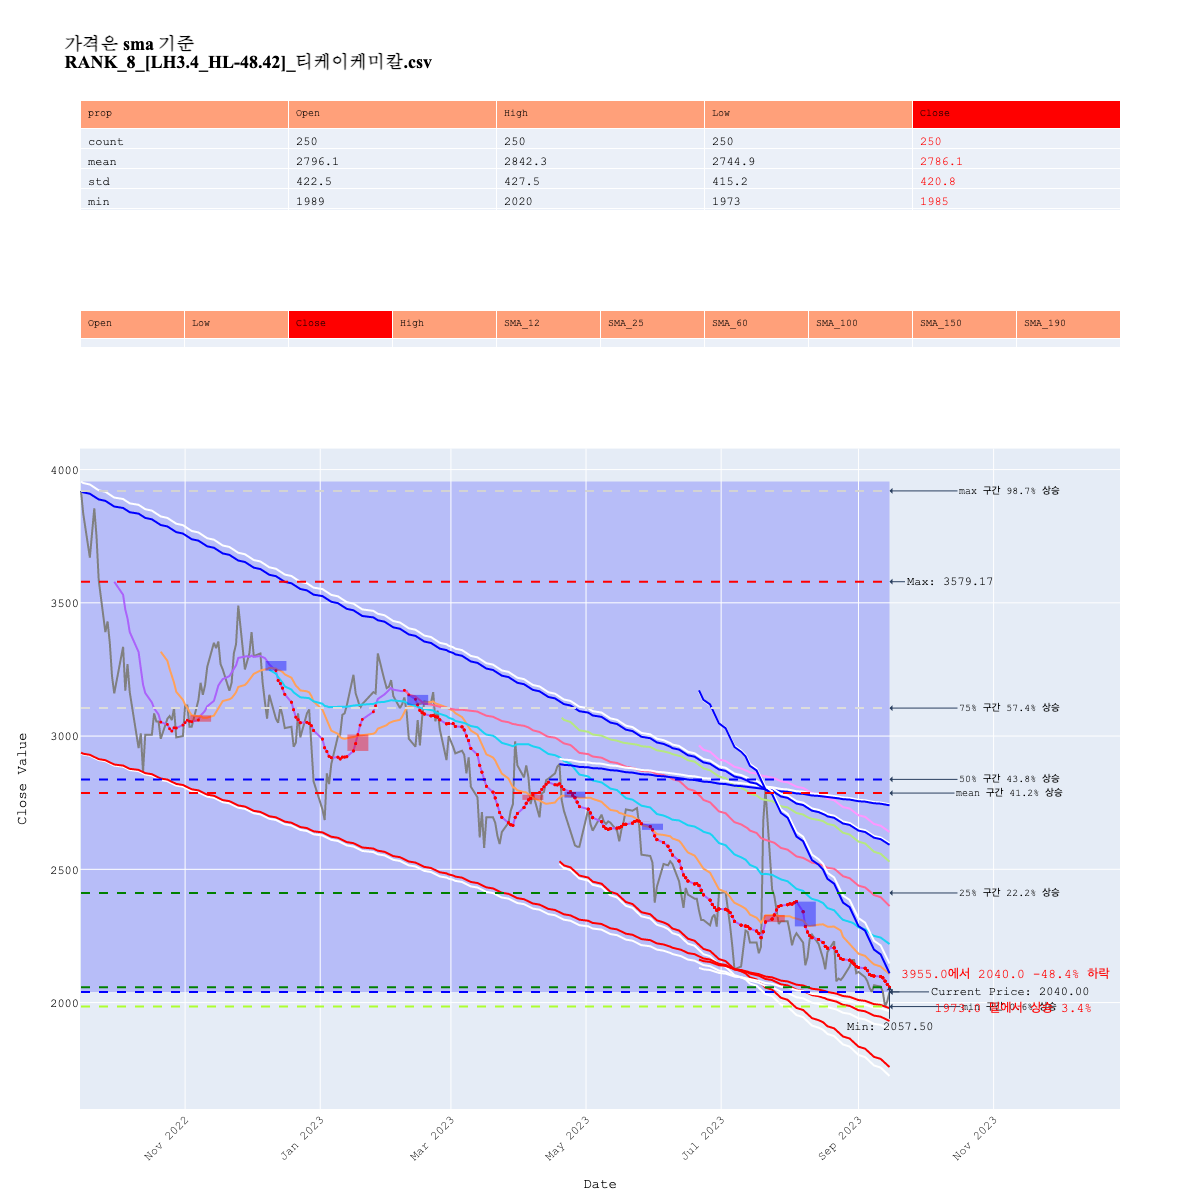 가격은 sma 기준
RANK_8_[LH3.4_HL-48.42]_티케이케미칼.csv
prop Open High Low Close
count 250 250 250 250
mean 2796.1 2842.3 2744.9 2786.1
std 422.5 427.5 415.2 420.8
min 1989 2020 1973 1985
Open Low Close High SMA_12 SMA_25 SMA_60 SMA_100 SMA_150 SMA_190
4000
max 구간 98.7% 상승
Max: 3579.17
3500
75% 구간 57.4% 상승
3000
50% 구간 43.8% 상승
mean 구간 41.2% 상승
2500
25% 구간 22.2% 상승
3955.0에서 2040.0 -48.4% 하락
Current Price: 2040.00
2000
min 구간 상승
1973.0 상승 3.4%
Min: 2057.50
Close Value
Nov 2022
Jan 2023
Mar 2023
May 2023
Jul 2023
Sep 2023
Nov 2023
Date